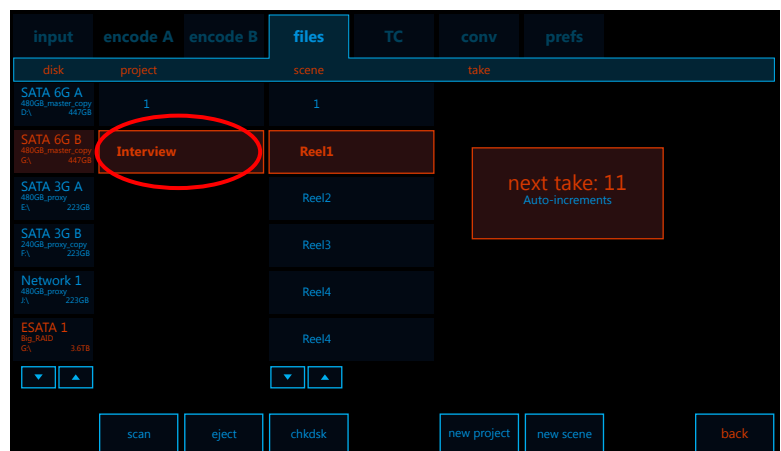 input encode A encode B files TC conv prefs
disk project scene take
SATA 6G A
480GB_master_copy
D:\ 447GB
1
1
SATA 6G B
480GB_master_copy
G:\ 447GB
Interview
Reel1
next take: 11
Auto-increments
SATA 3G A
480GB_proxy
E:\ 223GB
Reel2
SATA 3G B
240GB_proxy_copy
F:\ 223GB
Reel3
Network 1
480GB_proxy
J:\ 223GB
Reel4
ESATA 1
Big_RAID
G:\ 3.6TB
Reel4
scan eject chkdsk new project new scene back